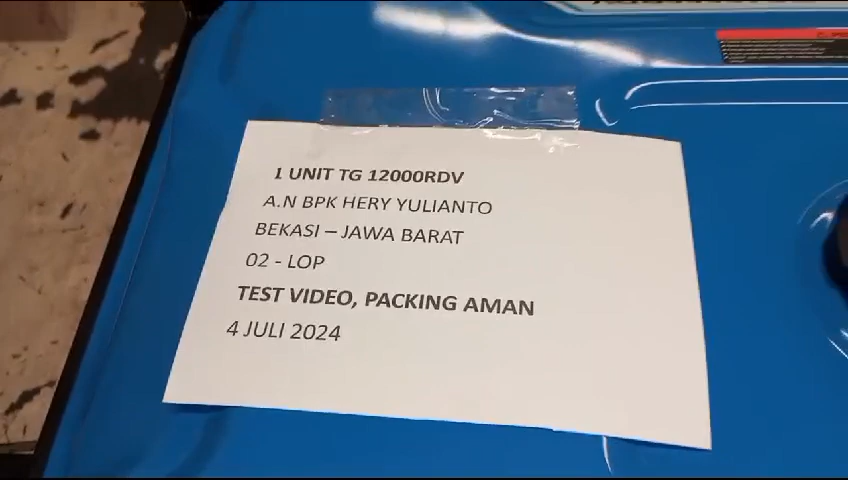 1 UNIT TG 12000RDV
A.N BPK HERY YULIANTO
BEKASI – JAWA BARAT
02 - LOP
TEST VIDEO, PACKING AMAN
4 JULI 2024